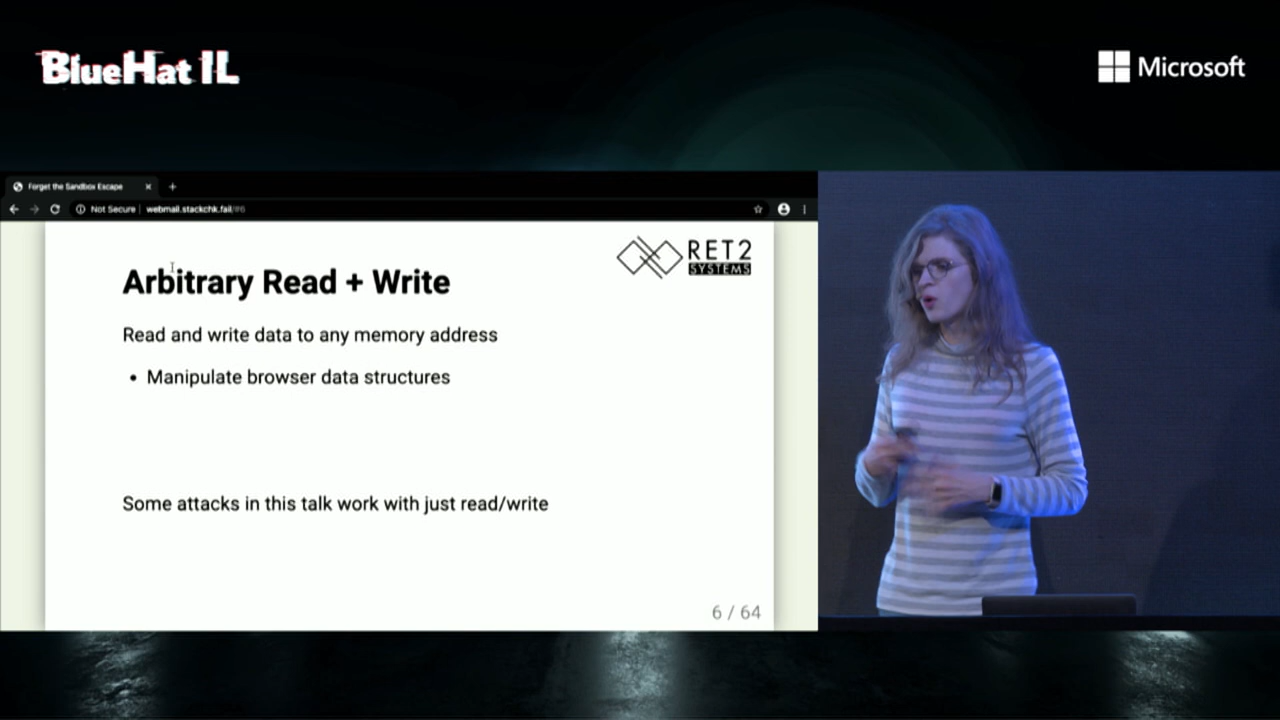 BlueHat IL
Microsoft
Forget the Sandbox Escape
Not Secure webmail.stackchk.fail/#6
RET2
SYSTEMS
Arbitrary Read + Write
Read and write data to any memory address
• Manipulate browser data structures
Some attacks in this talk work with just read/write
6 / 64